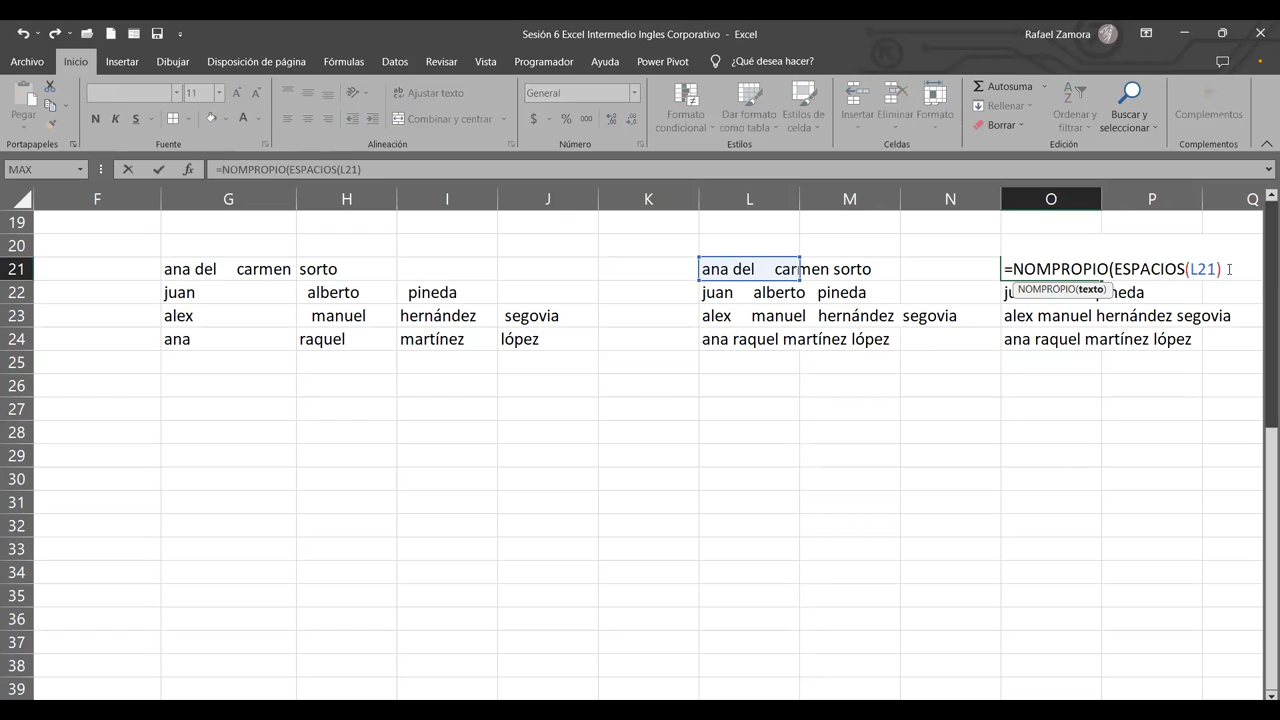 Sesión 6 Excel Intermedio Ingles Corporativo - Excel
Rafael Zamora
Archivo Inicio Insertar Dibujar Disposición de página Fórmulas Datos Revisar Vista Programador Ayuda Power Pivot ¿Qué desea hacer?
Pegar
11
N K S
Ajustar texto
Combinar y centrar
General
$ % 000
Formato condicional
Dar formato como tabla
Estilos de celda
Insertar Eliminar Formato
Autosuma
Rellenar
Borrar
Ordenar y filtrar
Buscar y seleccionar
Complementos
Portapapeles Fuente Alineación Número Estilos Celdas Edición Complementos
MAX fx =NOMPROPIO(ESPACIOS(L21)
F G H I J K L M N O P Q
19
20
21 ana del carmen sorto ana del carmen sorto =NOMPROPIO(ESPACIOS(L21)
NOMPROPIO(texto)
22 juan alberto pineda juan alberto pineda
23 alex manuel hernández segovia alex manuel hernández segovia alex manuel hernández segovia
24 ana raquel martínez lópez ana raquel martínez lópez ana raquel martínez lópez
25
26
27
28
29
30
31
32
33
34
35
36
37
38
39